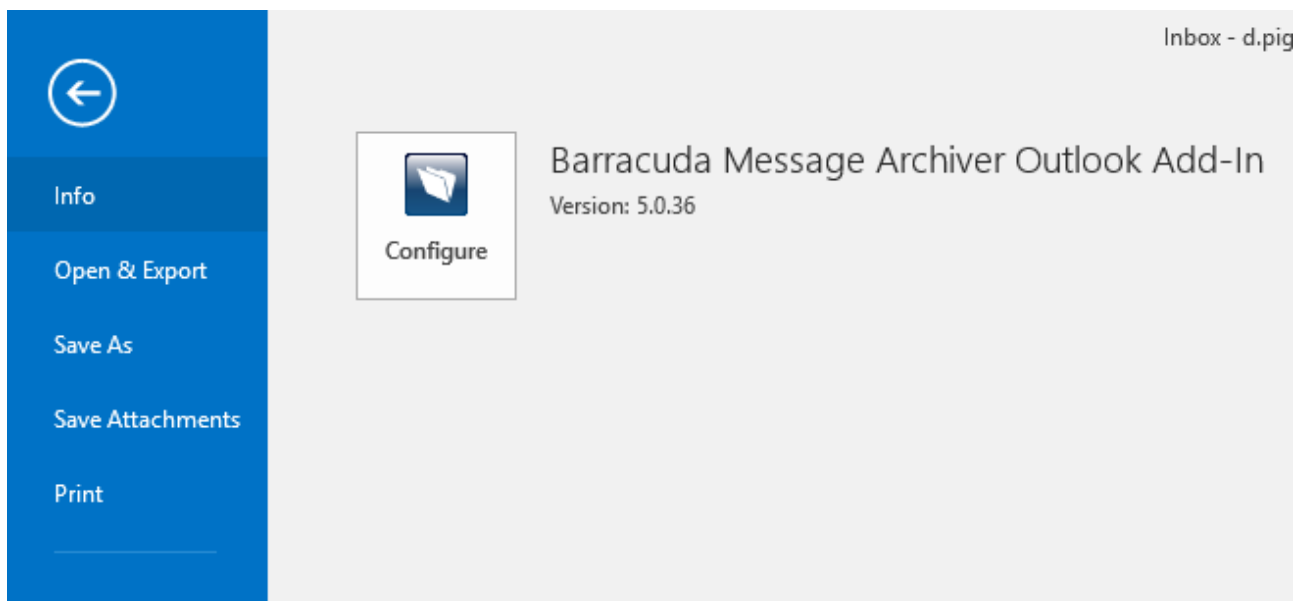 Inbox - d.pig
Info
Open & Export
Save As
Save Attachments
Print
Configure
Barracuda Message Archiver Outlook Add-In
Version: 5.0.36